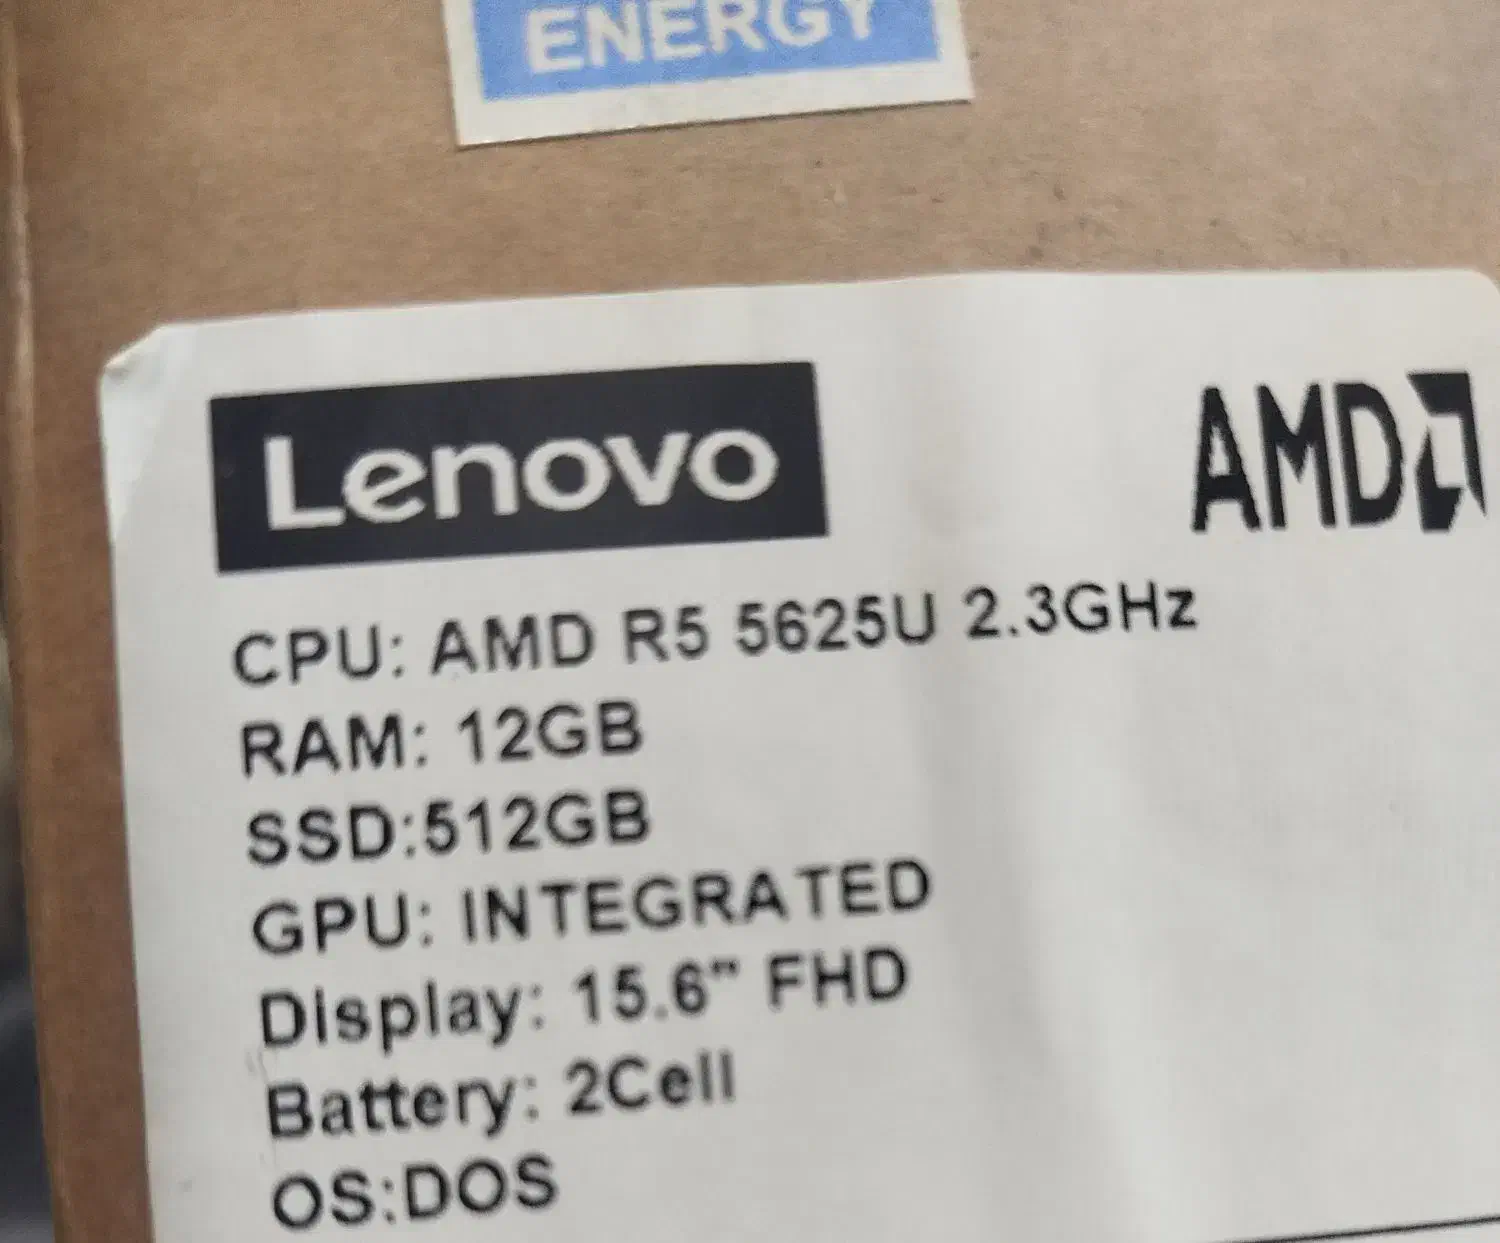 ENERGY
Lenovo
AMD
CPU: AMD R5 5625U 2.3GHz
RAM: 12GB
SSD:512GB
GPU: INTEGRATED
Display: 15.6" FHD
Battery: 2Cell
OS:DOS